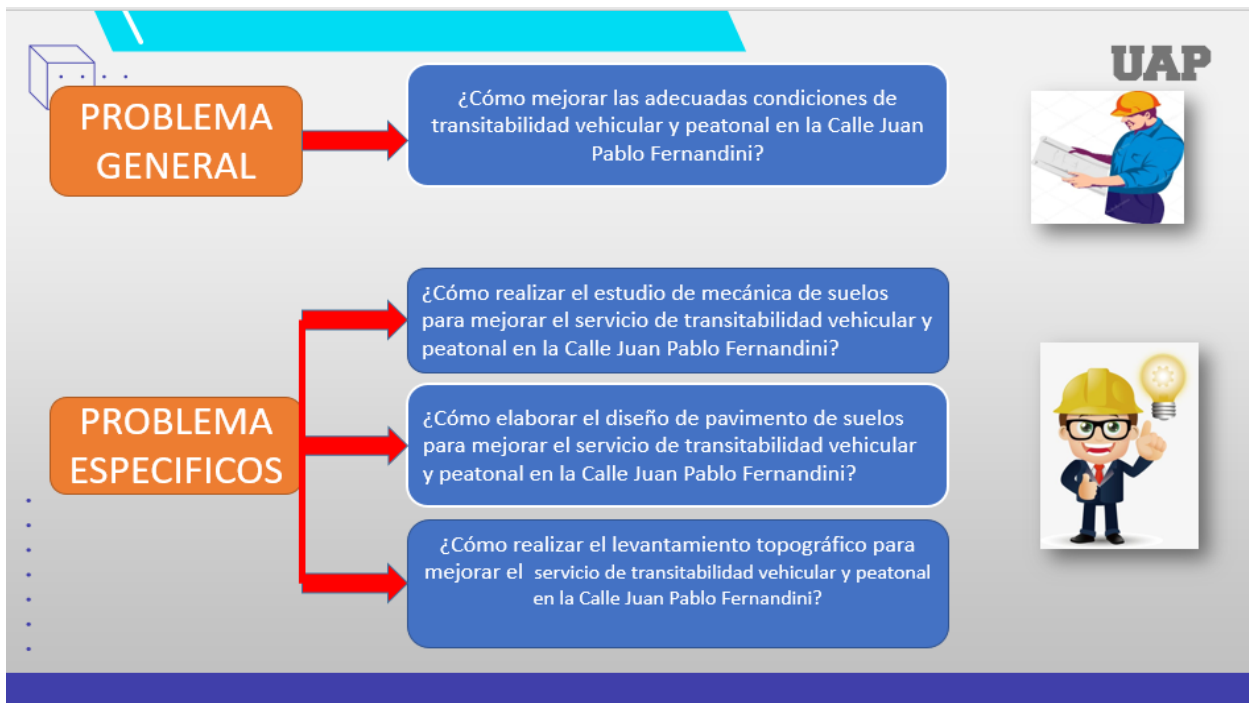 UAP
PROBLEMA
GENERAL
¿Cómo mejorar las adecuadas condiciones de
transitabilidad vehicular y peatonal en la Calle Juan
Pablo Fernandini?
PROBLEMA
ESPECIFICOS
¿Cómo realizar el estudio de mecánica de suelos
para mejorar el servicio de transitabilidad vehicular y
peatonal en la Calle Juan Pablo Fernandini?
¿Cómo elaborar el diseño de pavimento de suelos
para mejorar el servicio de transitabilidad vehicular
y peatonal en la Calle Juan Pablo Fernandini?
¿Cómo realizar el levantamiento topográfico para
mejorar el servicio de transitabilidad vehicular y peatonal
en la Calle Juan Pablo Fernandini?